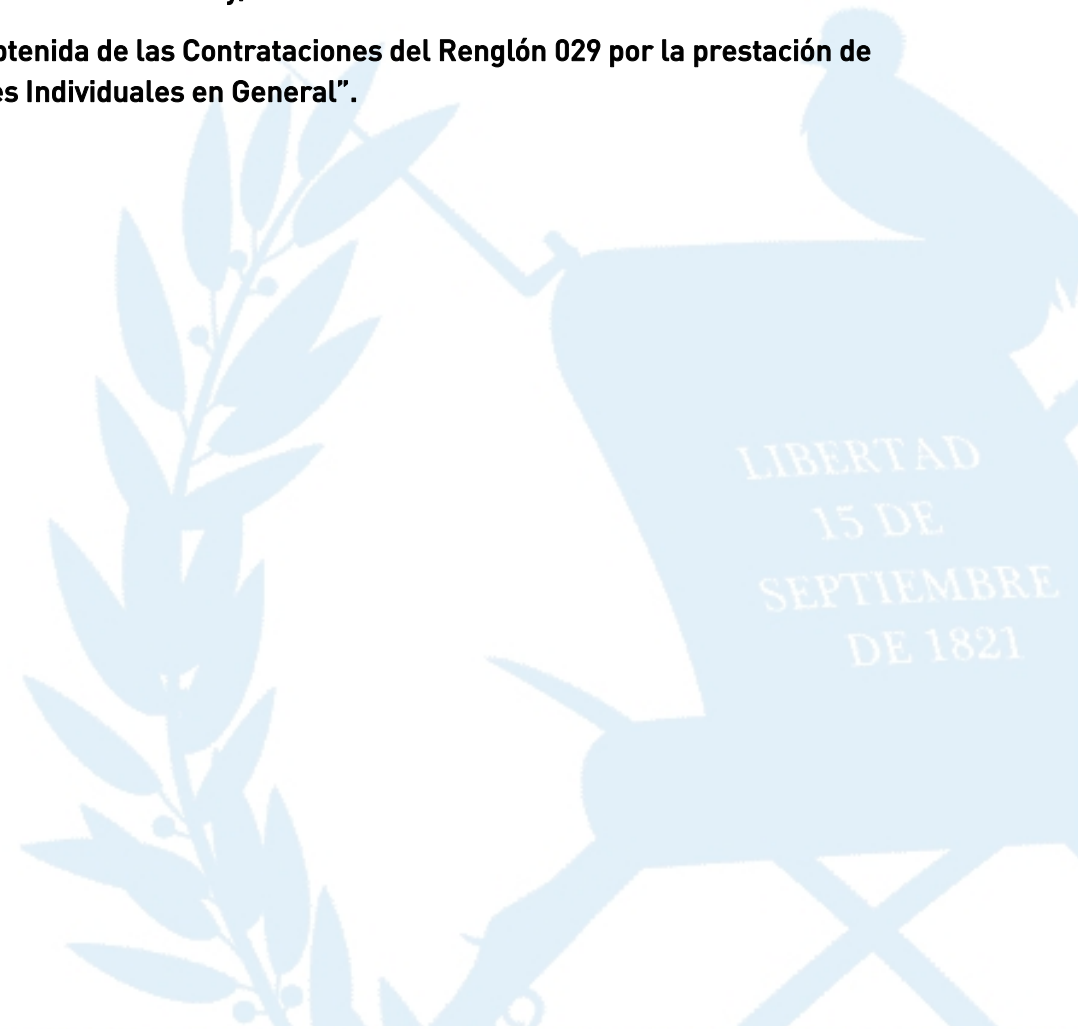 y,
btenida de las Contrataciones del Renglón 029 por la prestación de
es Individuales en General”.
LIBERTAD
15 DE
SEPTIEMBRE
DE 1821